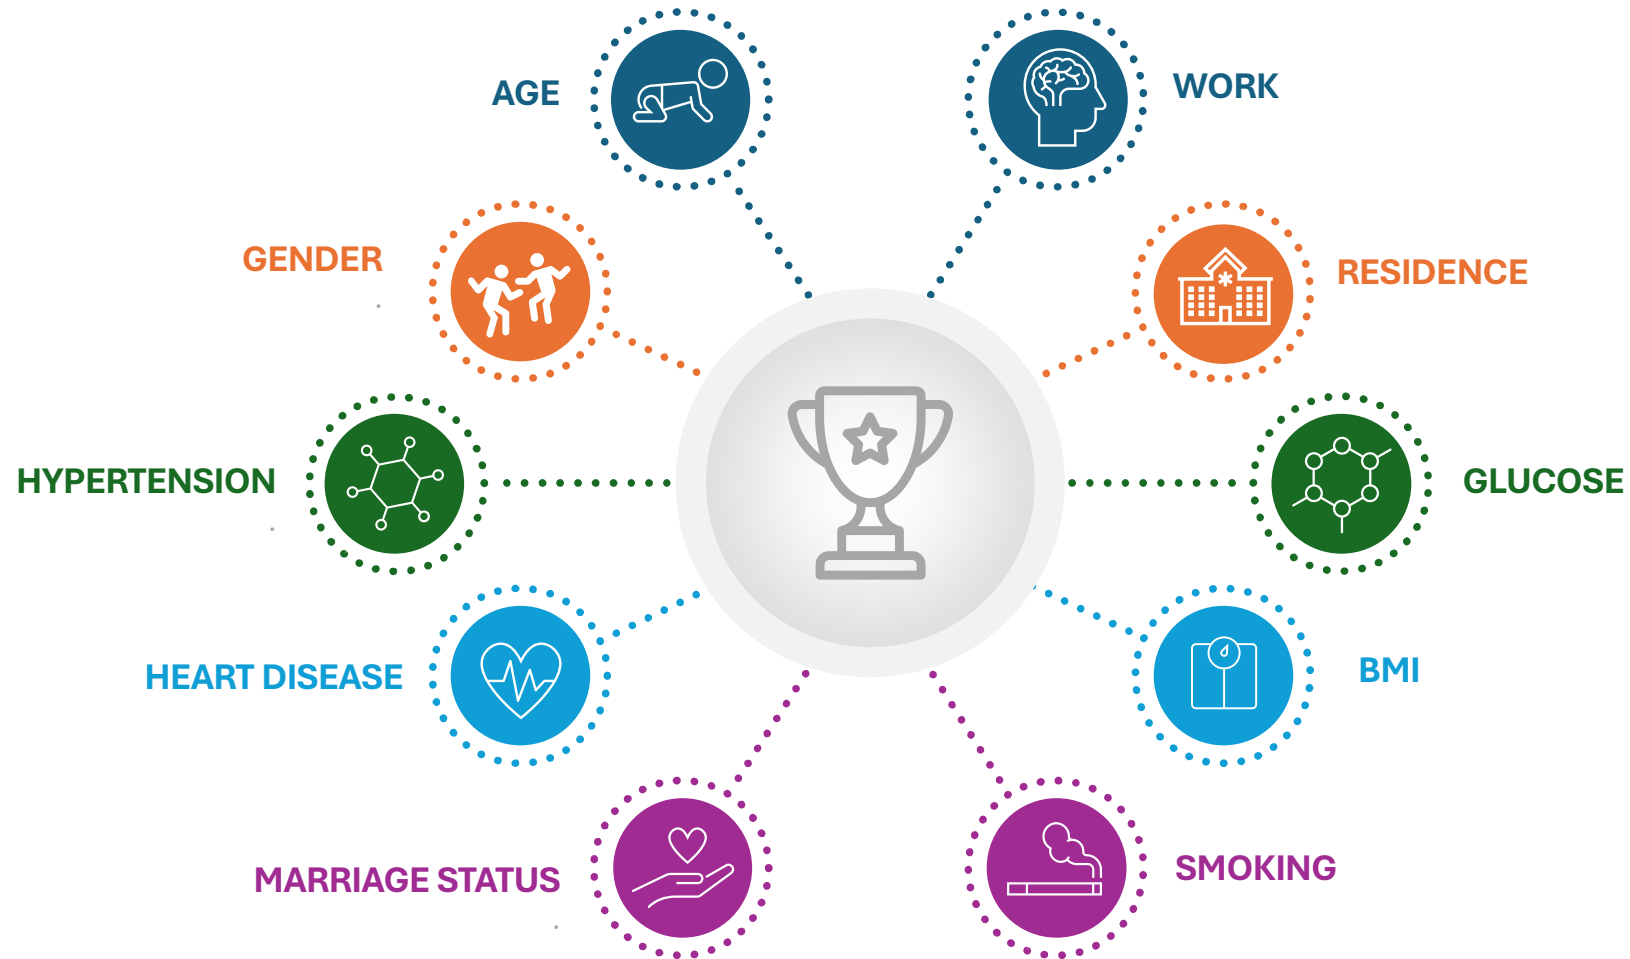 AGE
WORK
GENDER
RESIDENCE
HYPERTENSION
GLUCOSE
HEART DISEASE
BMI
MARRIAGE STATUS
SMOKING